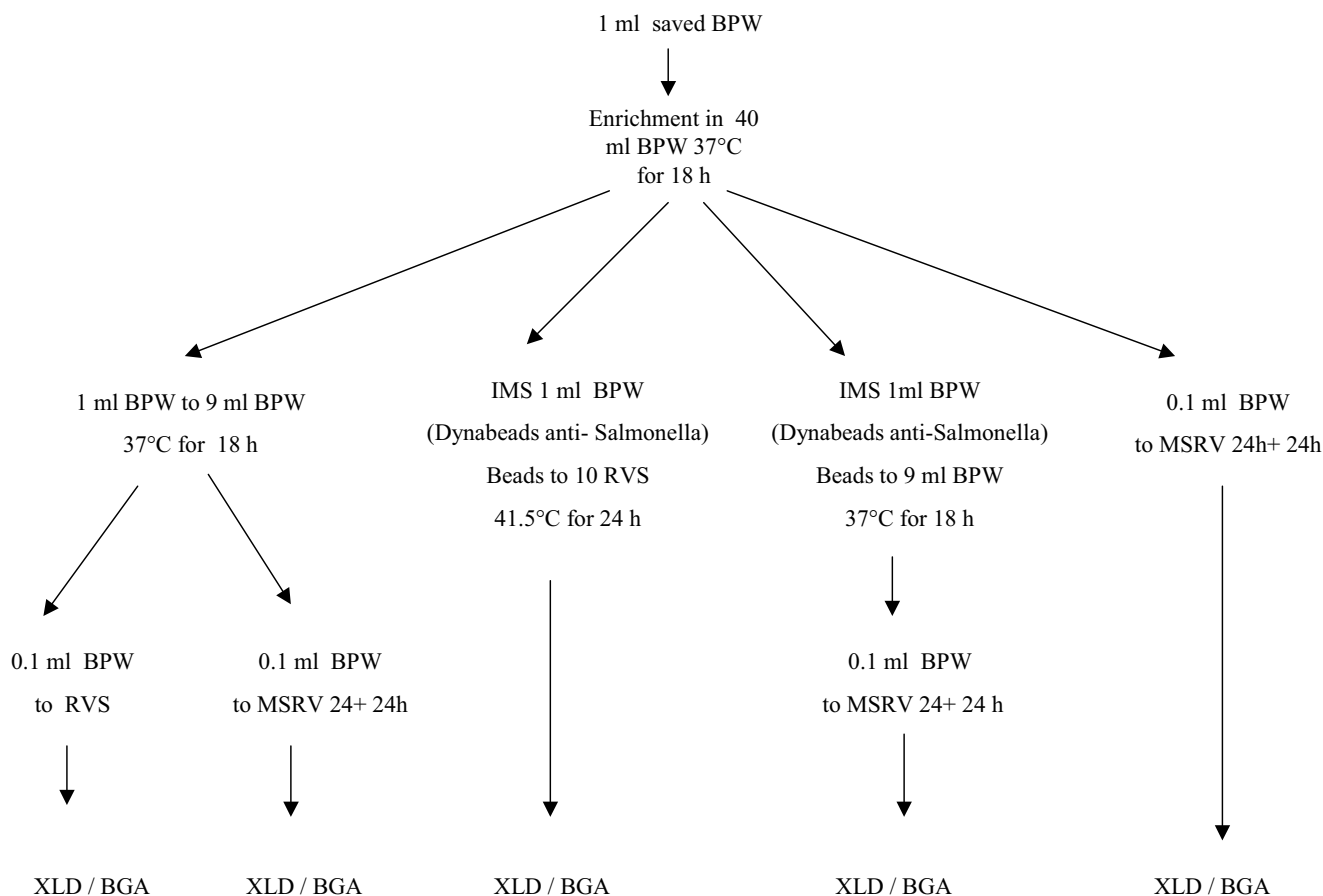 1 ml saved BPW
Enrichment in 40
ml BPW 37°C
for 18 h
1 ml BPW to 9 ml BPW
37°C for 18 h
IMS 1 ml BPW
(Dynabeads anti- Salmonella)
Beads to 10 RVS
41.5°C for 24 h
IMS 1ml BPW
(Dynabeads anti-Salmonella)
Beads to 9 ml BPW
37°C for 18 h
0.1 ml BPW
to MSRV 24h+ 24h
0.1 ml BPW
to RVS
0.1 ml BPW
to MSRV 24+ 24h
0.1 ml BPW
to MSRV 24+ 24 h
XLD / BGA
XLD / BGA
XLD / BGA
XLD / BGA
XLD / BGA